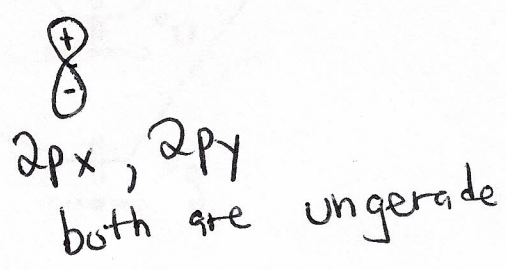 +
-
2px, 2py
both are ungerade